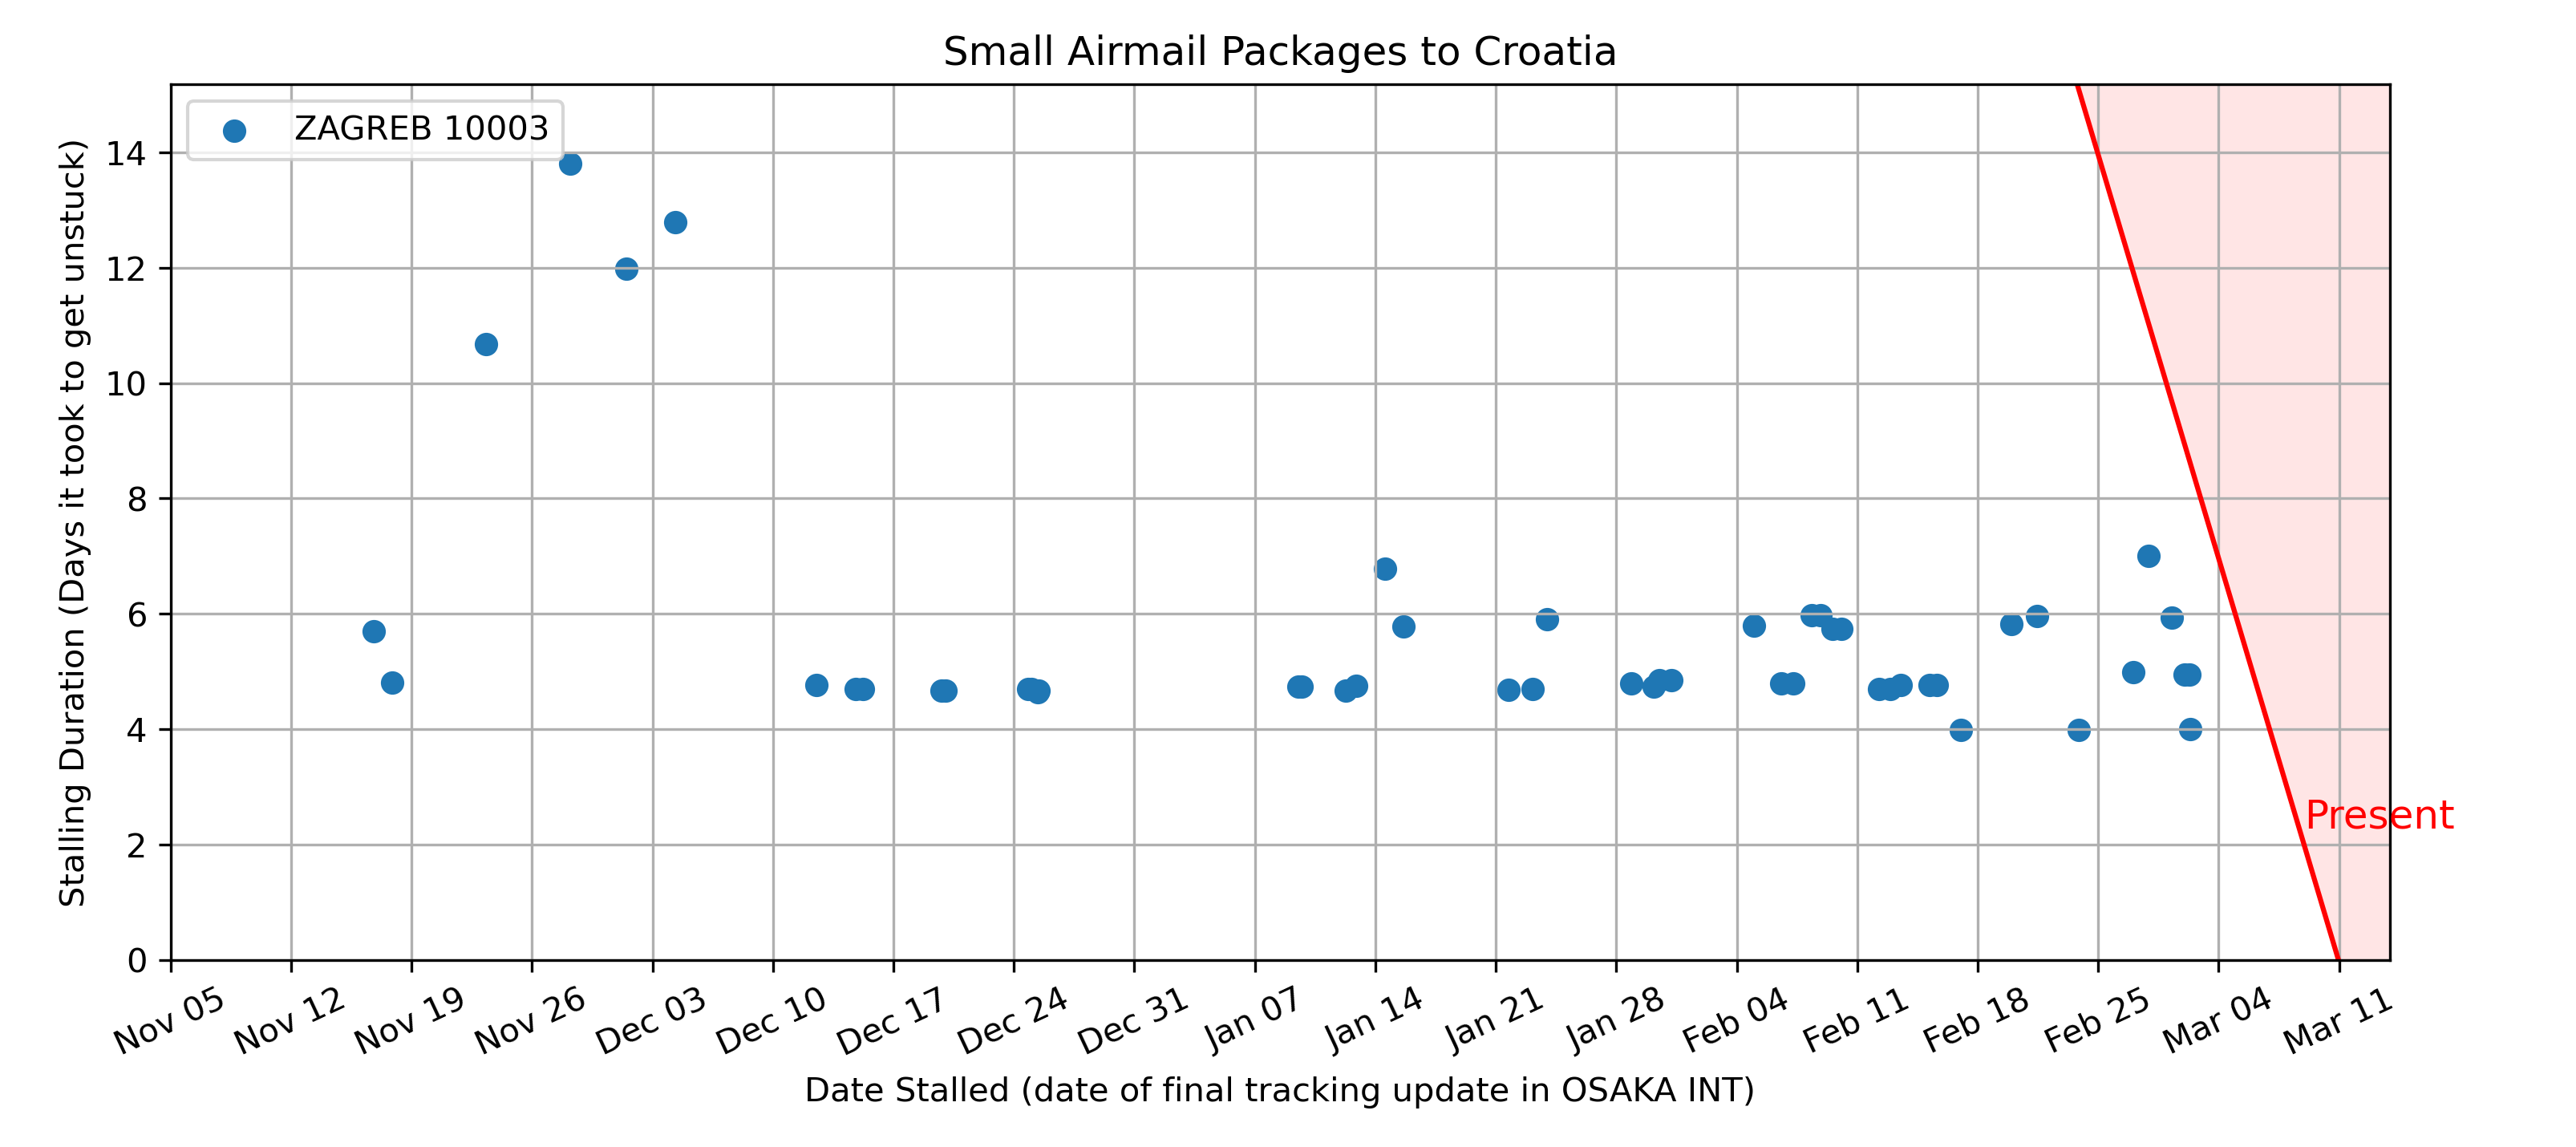 Small Airmail Packages to Croatia
ZAGREB 10003
Stalling Duration (Days it took to get unstuck)
14
12
10
8
6
4
2
0
Present
Nov 05
Nov 12
Nov 19
Nov 26
Dec 03
Dec 10
Dec 17
Dec 24
Dec 31
Jan 07
Jan 14
Jan 21
Jan 28
Feb 04
Feb 11
Feb 18
Feb 25
Mar 04
Mar 11
Date Stalled (date of final tracking update in OSAKA INT)